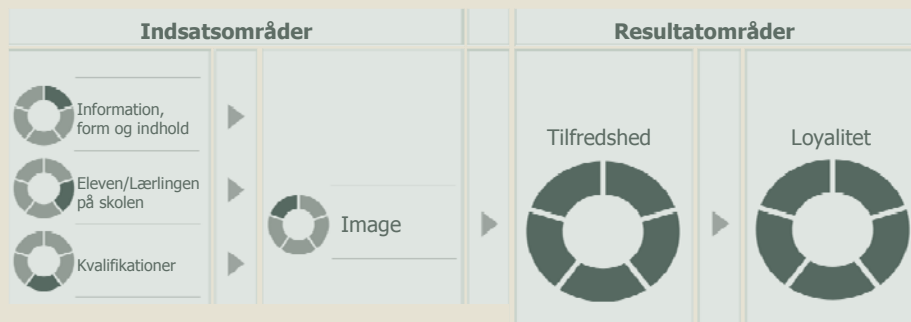 Indsatsområder
Resultatområder
Information,
form og indhold
Eleven/Lærlingen
på skolen
Kvalifikationer
Image
Tilfredshed
Loyalitet